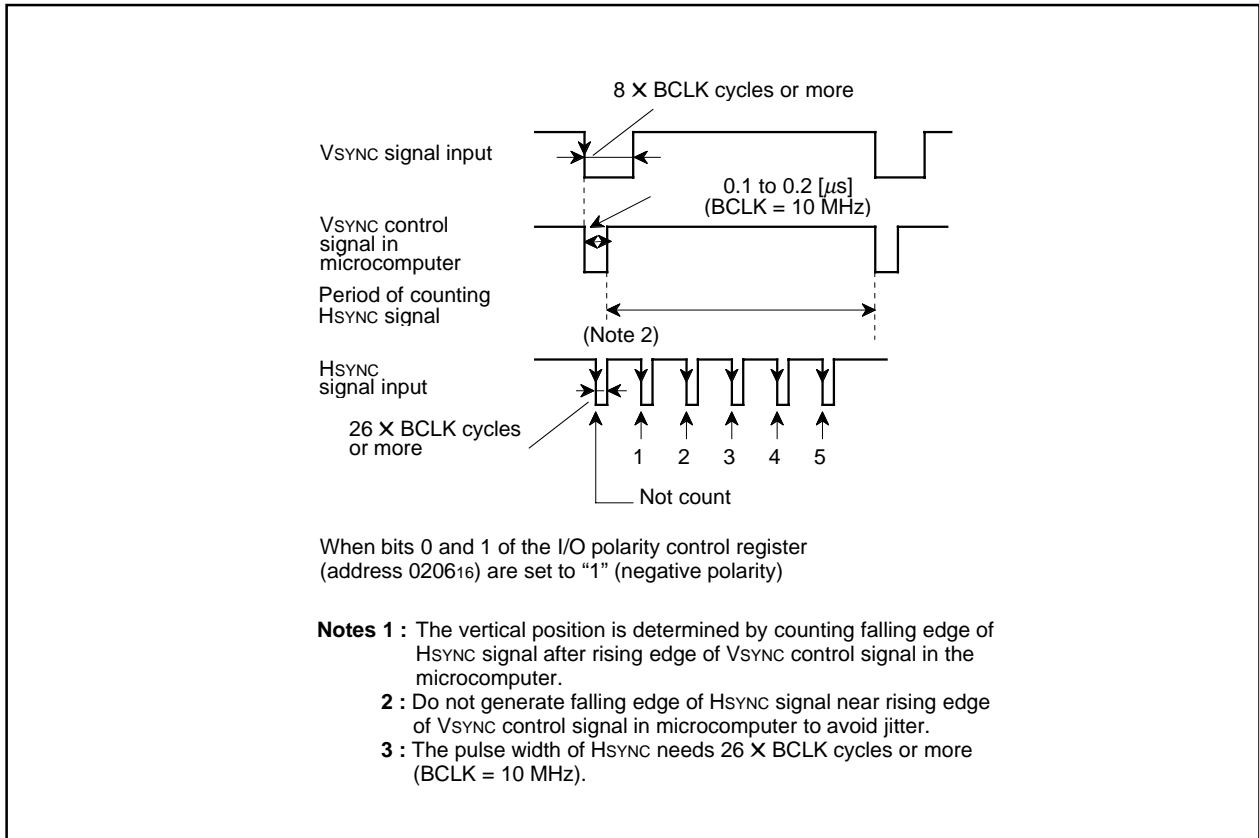 8 X BCLK cycles or more
VSYNC signal input
0.1 to 0.2 [μs]
(BCLK = 10 MHz)
VSYNC control
signal in
microcomputer
Period of counting
HSYNC signal
(Note 2)
HSYNC
signal input
26 X BCLK cycles
or more
1 2 3 4 5
Not count
When bits 0 and 1 of the I/O polarity control register
(address 020616) are set to “1” (negative polarity)
Notes 1 : The vertical position is determined by counting falling edge of
HSYNC signal after rising edge of VSYNC control signal in the
microcomputer.
2 : Do not generate falling edge of HSYNC signal near rising edge
of VSYNC control signal in microcomputer to avoid jitter.
3 : The pulse width of HSYNC needs 26 X BCLK cycles or more
(BCLK = 10 MHz).